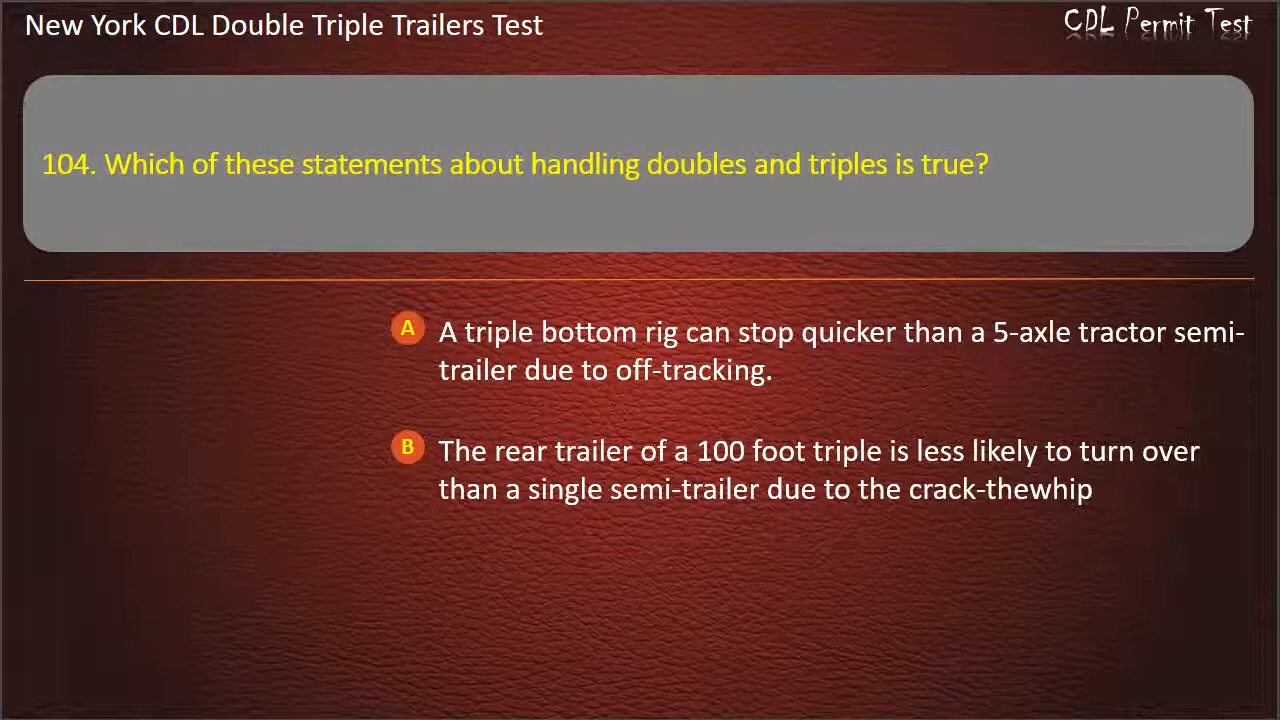 New York CDL Double Triple Trailers Test
CDL Permit Test
104. Which of these statements about handling doubles and triples is true?
A
A triple bottom rig can stop quicker than a 5-axle tractor semi-
trailer due to off-tracking.
B
The rear trailer of a 100 foot triple is less likely to turn over
than a single semi-trailer due to the crack-thewhip